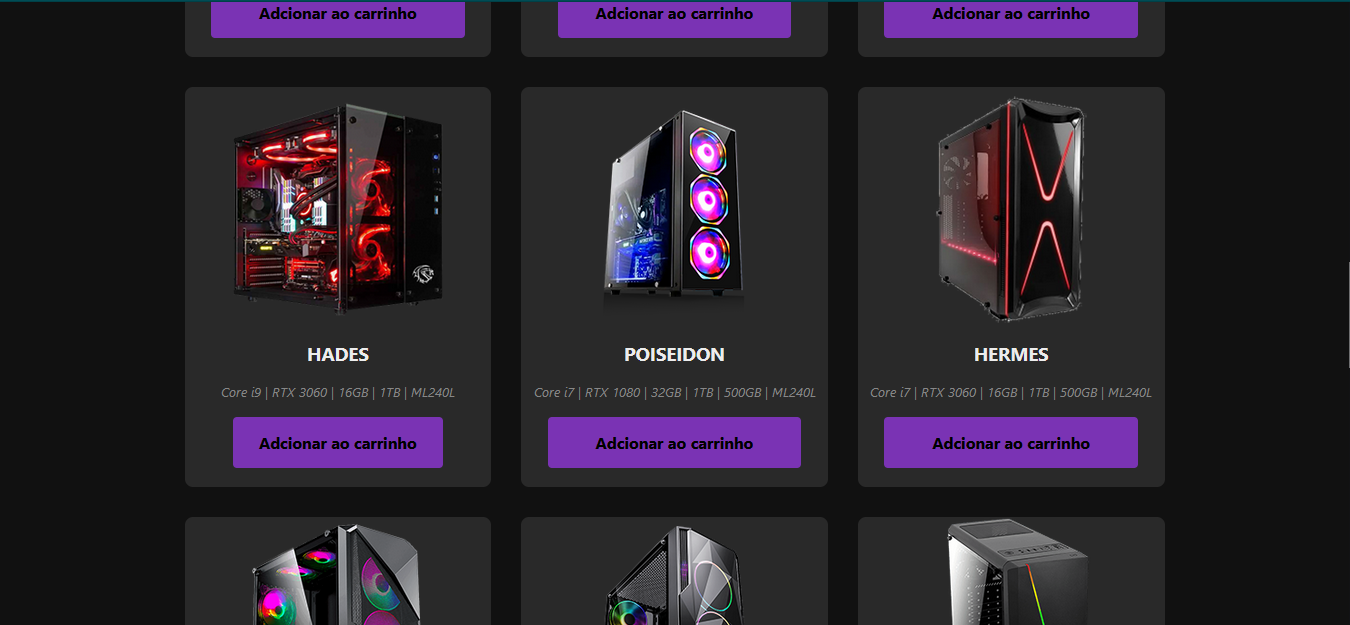 Adcionar ao carrinho
Adcionar ao carrinho
Adcionar ao carrinho
HADES
POISEIDON
HERMES
Core i9 | RTX 3060 | 16GB | 1TB | ML240L
Core i7 | RTX 1080 | 32GB | 1TB | 500GB | ML240L
Core i7 | RTX 3060 | 16GB | 1TB | 500GB | ML240L
Adcionar ao carrinho
Adcionar ao carrinho
Adcionar ao carrinho